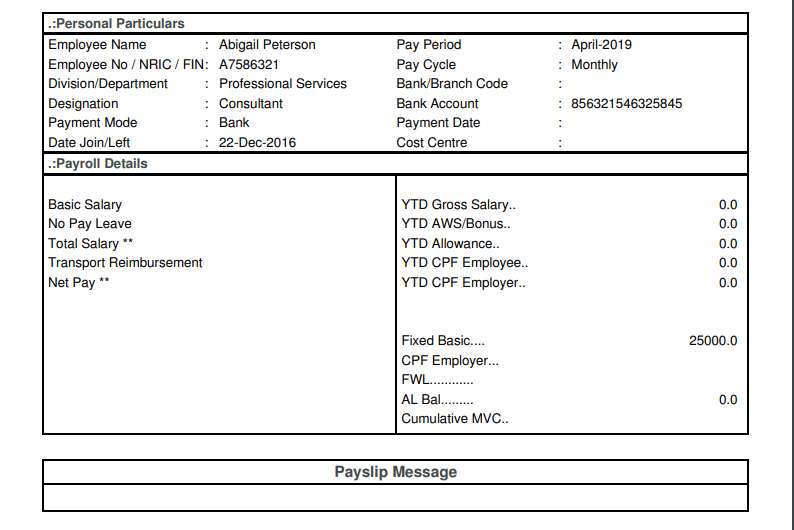 .:Personal Particulars
Employee Name : Abigail Peterson Pay Period : April-2019
Employee No / NRIC / FIN: A7586321 Pay Cycle : Monthly
Division/Department : Professional Services Bank/Branch Code :
Designation : Consultant Bank Account : 856321546325845
Payment Mode : Bank Payment Date :
Date Join/Left : 22-Dec-2016 Cost Centre :
.:Payroll Details
Basic Salary YTD Gross Salary.. 0.0
No Pay Leave YTD AWS/Bonus.. 0.0
Total Salary ** YTD Allowance.. 0.0
Transport Reimbursement YTD CPF Employee.. 0.0
Net Pay ** YTD CPF Employer.. 0.0
Fixed Basic.... 25000.0
CPF Employer...
FWL............
AL Bal......... 0.0
Cumulative MVC..
Payslip Message